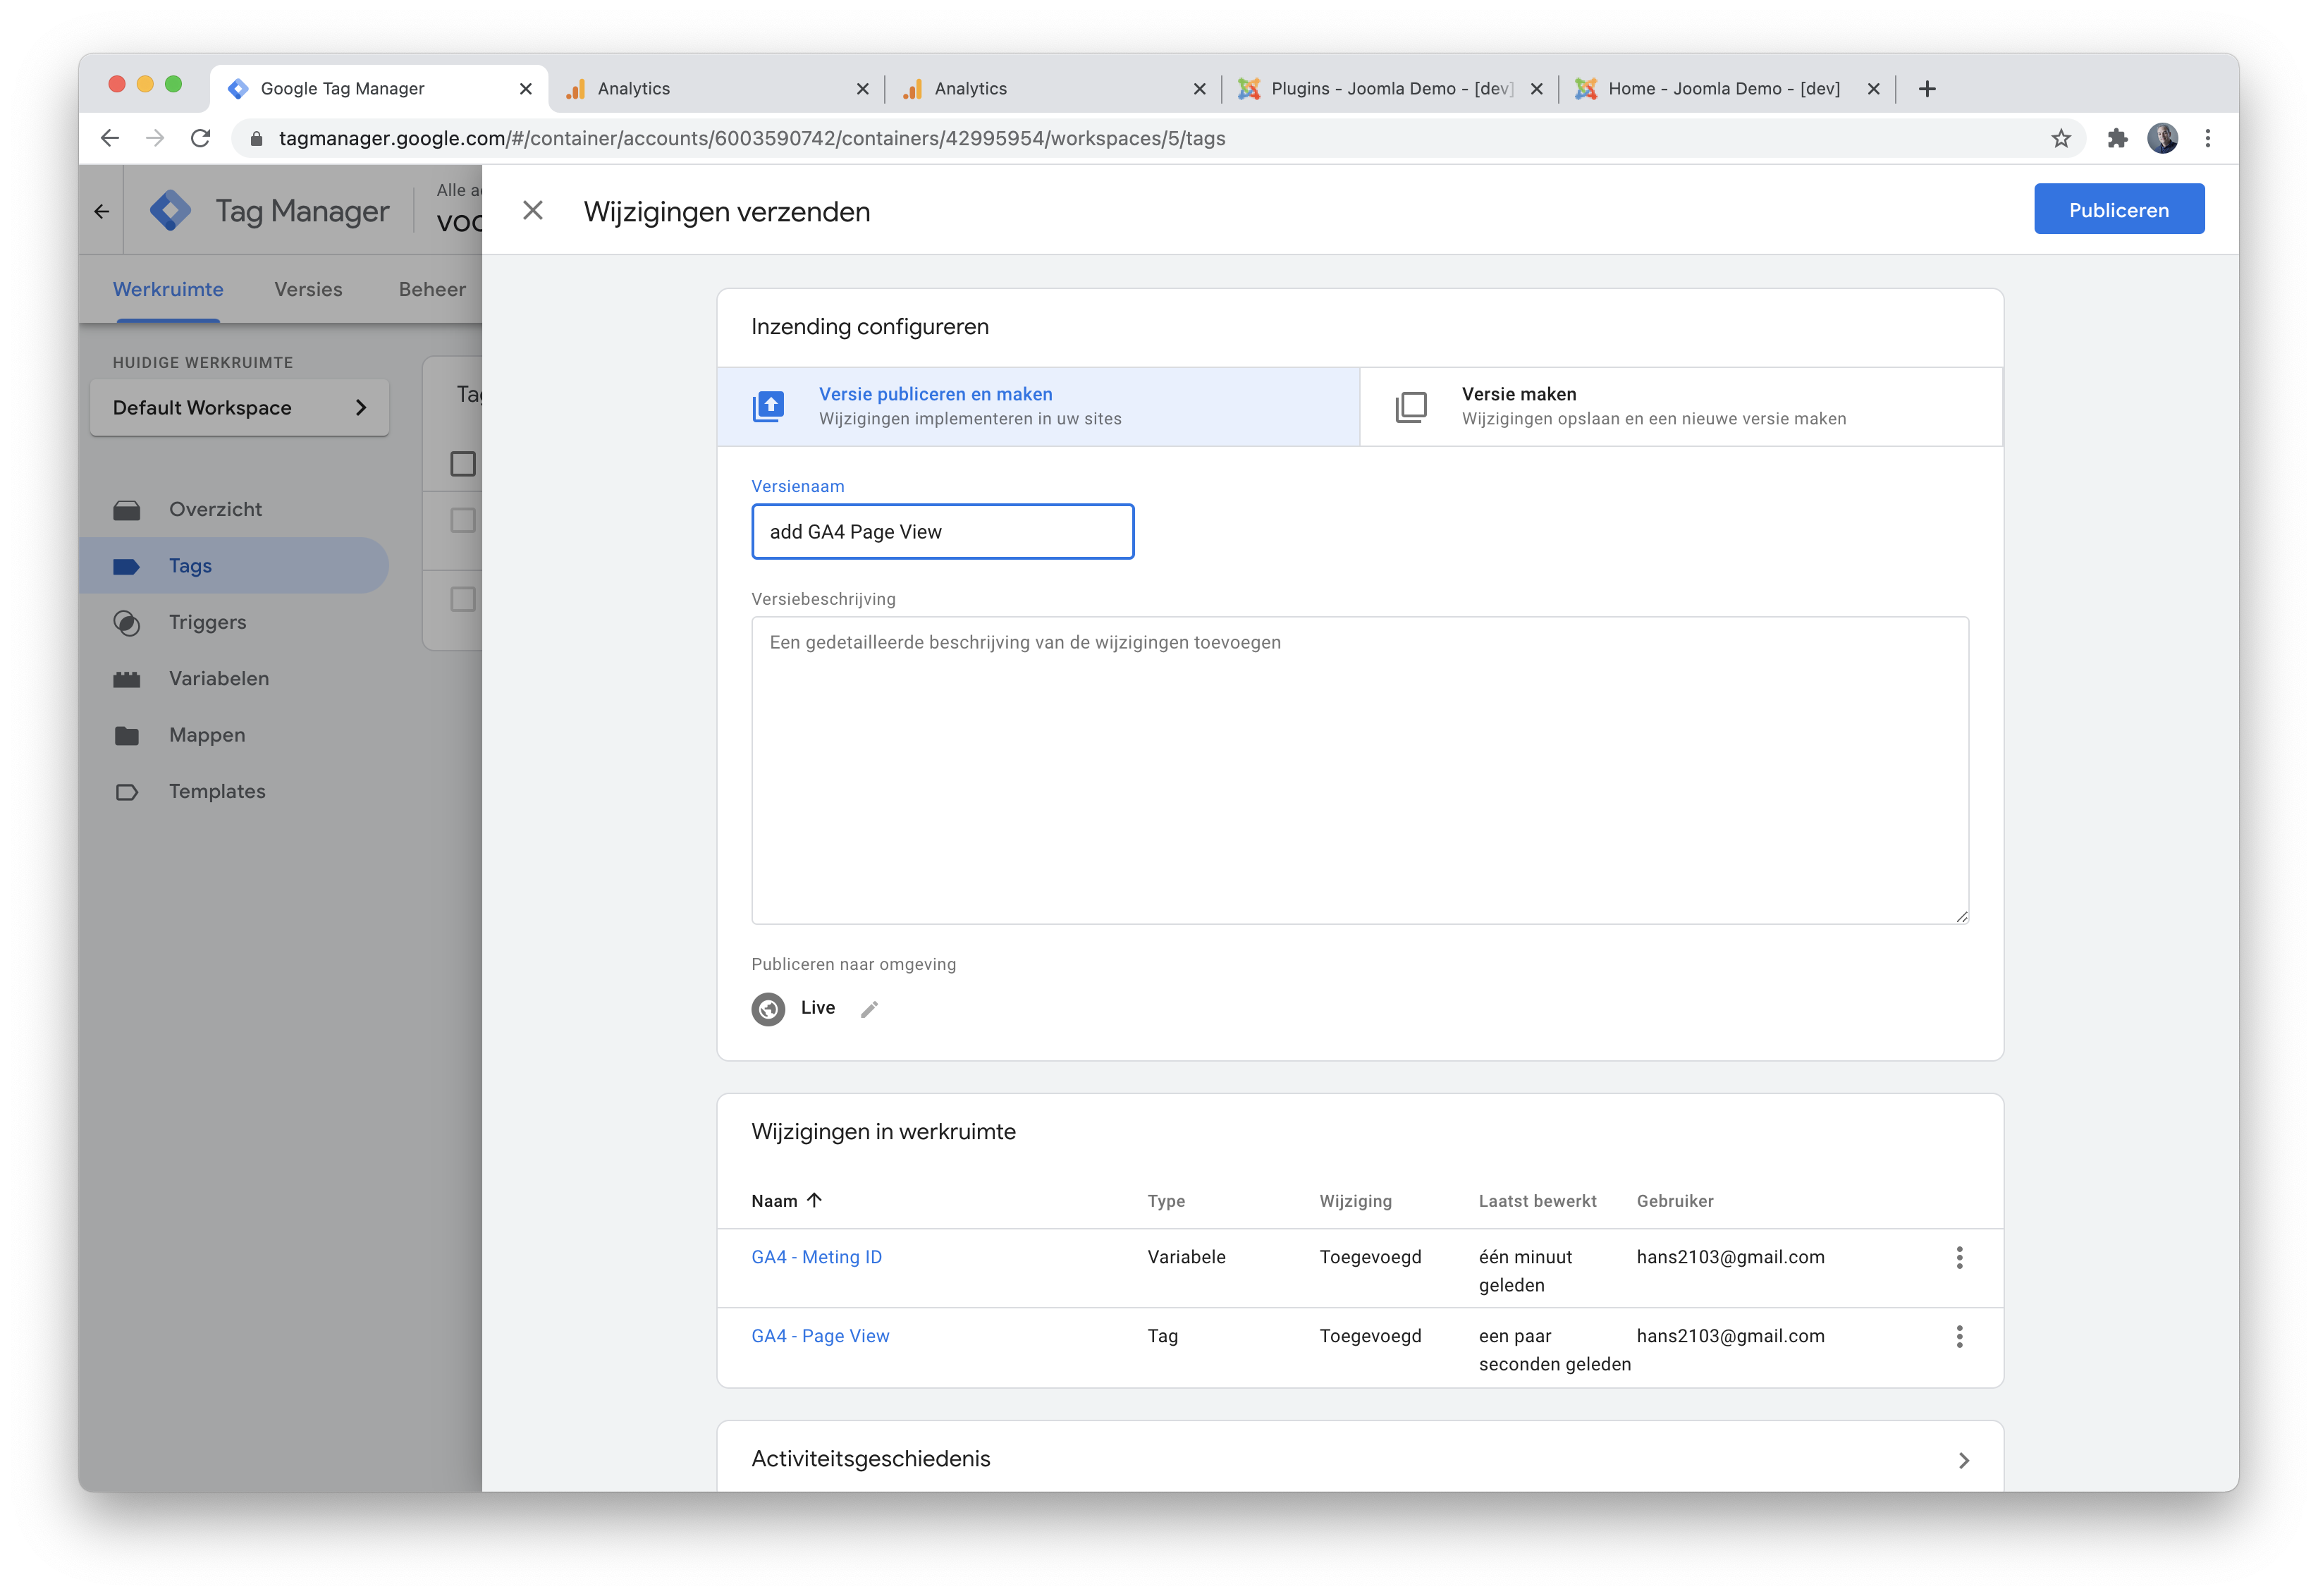 Google Tag Manager
Analytics
Analytics
Plugins - Joomla Demo - [dev]
Home - Joomla Demo - [dev]
tagmanager.google.com/#/container/accounts/6003590742/containers/42995954/workspaces/5/tags
Tag Manager
Alle
Wijzigingen verzenden
Publiceren
Werkruimte
Versies
Beheer
HUIDIGE WERKRUIMTE
Default Workspace
Overzicht
Tags
Triggers
Variabelen
Mappen
Templates
Inzending configureren
Versie publiceren en maken
Wijzigingen implementeren in uw sites
Versie maken
Wijzigingen opslaan en een nieuwe versie maken
Versienaam
add GA4 Page View
Versiebeschrijving
Een gedetailleerde beschrijving van de wijzigingen toevoegen
Publiceren naar omgeving
Live
Wijzigingen in werkruimte
Naam Type Wijziging Laatst bewerkt Gebruiker
GA4 - Meting ID Variabele Toegevoegd één minuut hans2103@gmail.com
geleden
GA4 - Page View Tag Toegevoegd een paar hans2103@gmail.com
seconden geleden
Activiteitsgeschiedenis